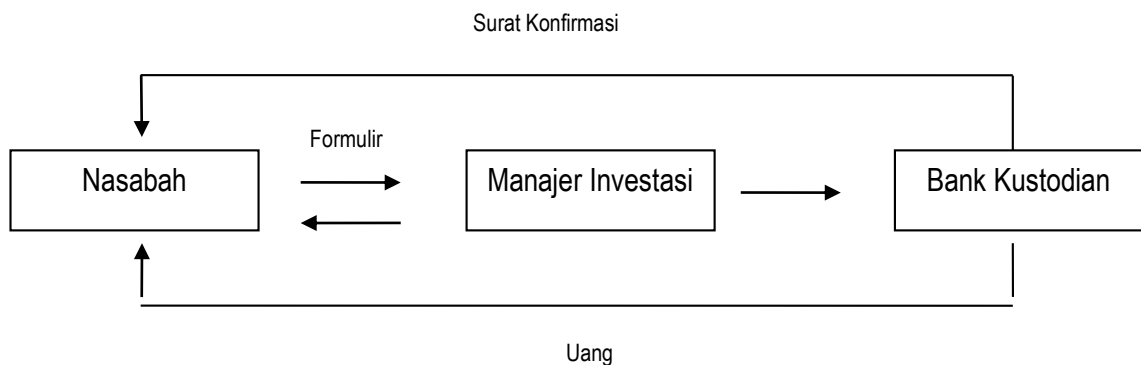 Surat Konfirmasi
Formulir
Nasabah
Manajer Investasi
Bank Kustodian
Uang